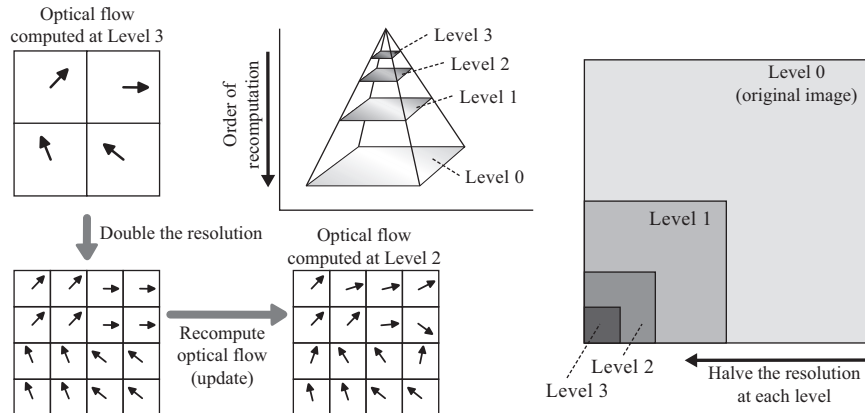 Optical flow
computed at Level 3
Double the resolution
Recompute
optical flow
(update)
Optical flow
computed at Level 2
Order of
recomputation
Level 3
Level 2
Level 1
Level 0
Level 0
(original image)
Level 1
Level 2
Level 3
Halve the resolution
at each level